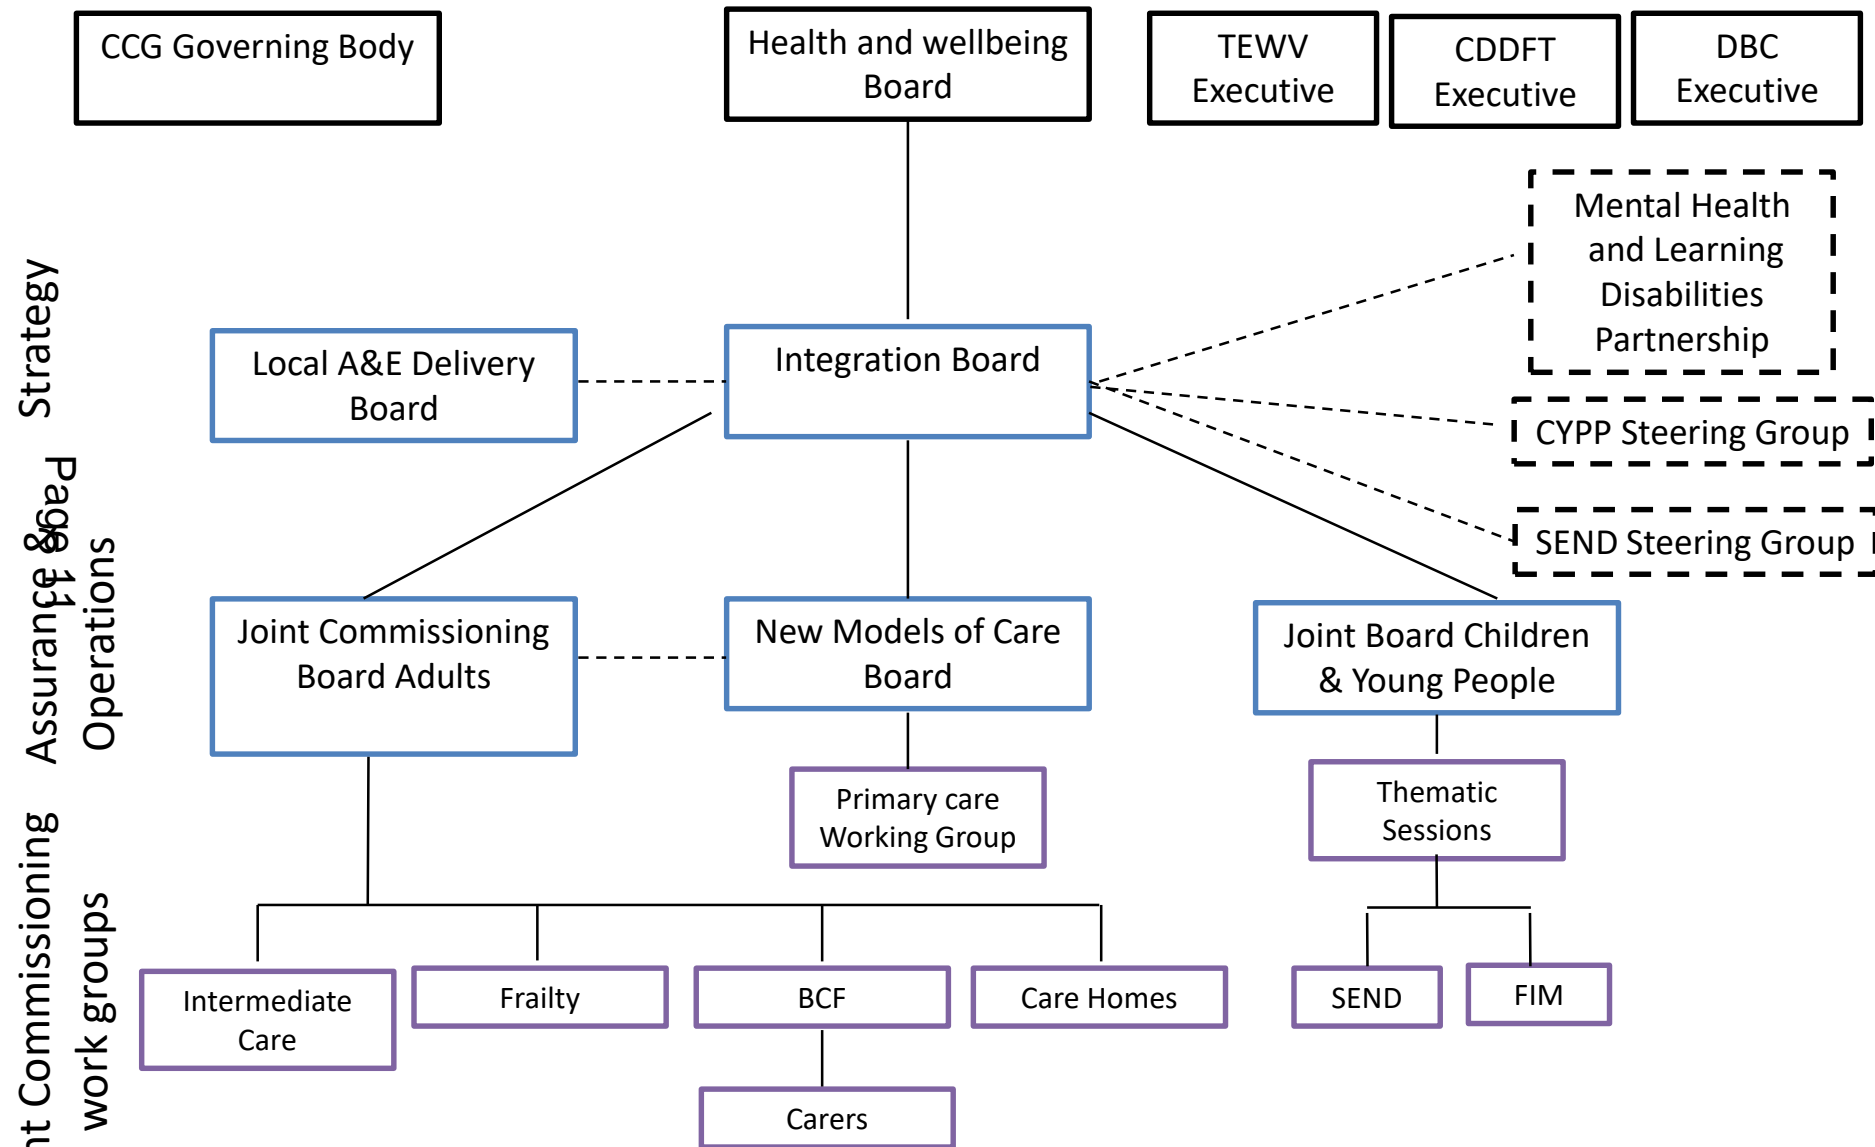 CCG Governing Body
Health and wellbeing
Board
TEWV
Executive
CDDFT
Executive
DBC
Executive
Mental Health
and Learning
Disabilities
Partnership
Strategy
Local A&E Delivery
Board
Integration Board
CYPP Steering Group
SEND Steering Group
Page 11
Assurance &
Operations
Joint Commissioning
Board Adults
New Models of Care
Board
Joint Board Children
& Young People
Primary care
Working Group
Thematic
Sessions
Commissioning
work groups
Intermediate
Care
Frailty
BCF
Care Homes
SEND
FIM
Carers